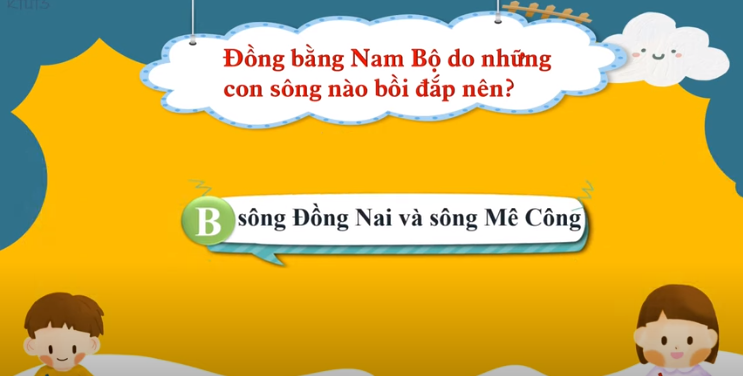 Đồng bằng Nam Bộ do những
con sông nào bồi đắp nên?
B sông Đồng Nai và sông Mê Công